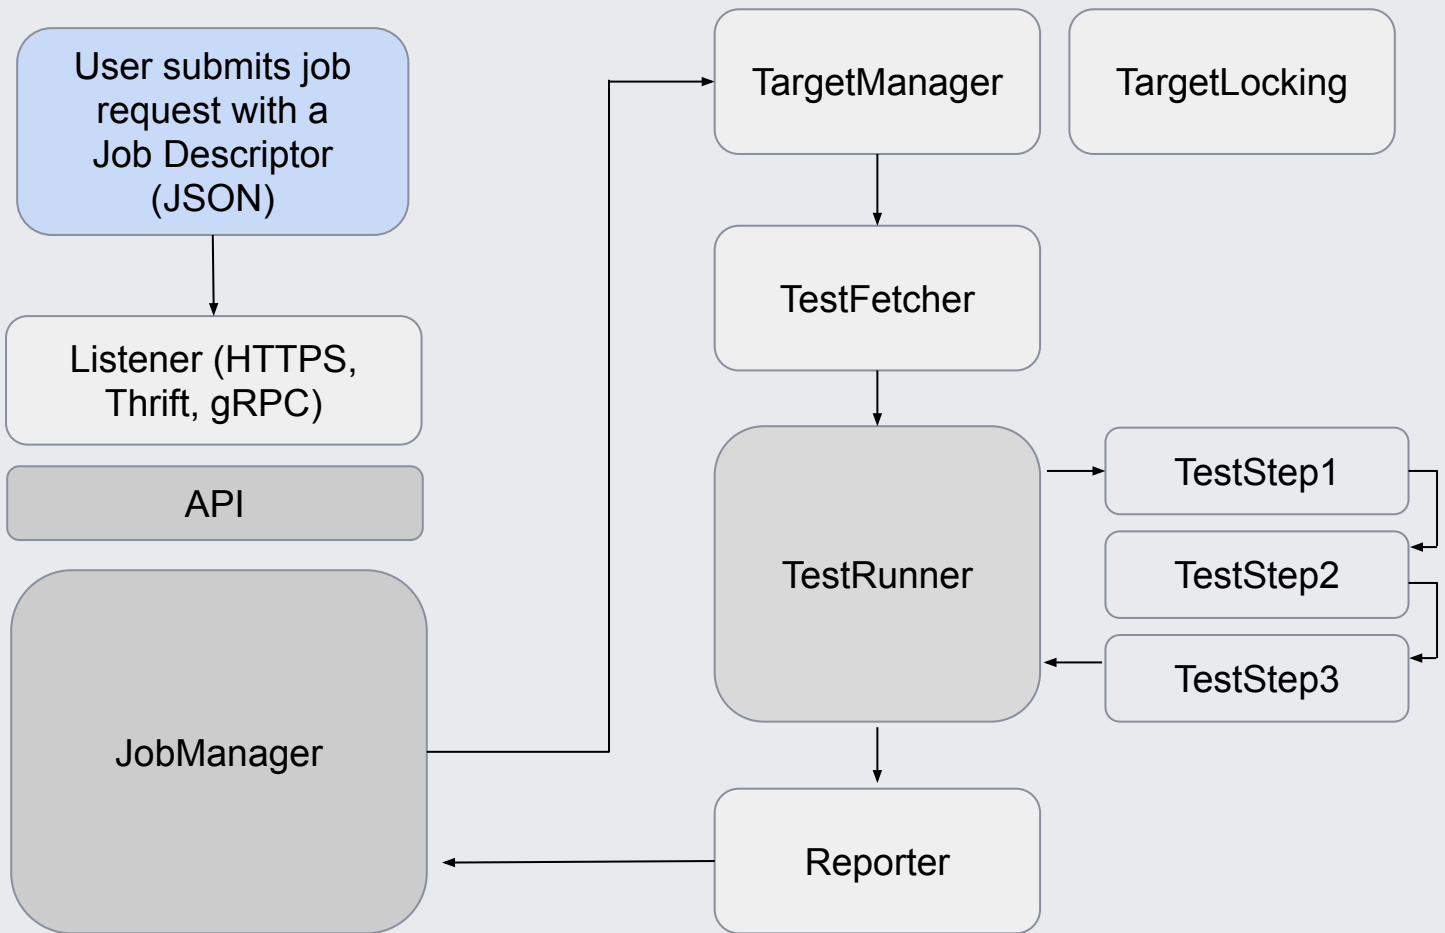 User submits job
request with a
Job Descriptor
(JSON)
Listener (HTTPS,
Thrift, gRPC)
API
JobManager
TargetManager
TargetLocking
TestFetcher
TestRunner
TestStep1
TestStep2
TestStep3
Reporter